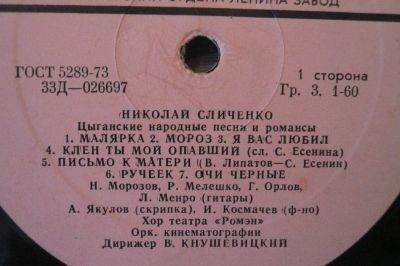 ОРДЕНА ЛЕНИНА ЗАВОД
ГОСТ 5289-73
33Д—026697
1 сторона
Гр. 3. 1-60
НИКОЛАЙ СЛИЧЕНКО
Цыганские народные песни и романсы
1. МАЛЯРКА 2. МОРОЗ 3. Я ВАС ЛЮБИЛ
4. КЛЕН ТЫ МОЙ ОПАВШИЙ (сл. С. Есенина)
5. ПИСЬМО К МАТЕРИ (В. Липатов—С. Есенин)
6. РУЧЕЕК 7. ОЧИ ЧЕРНЫЕ
Н. Морозов, Р. Мелешко, Г. Орлов,
Л. Менро (гитары)
А. Якулов (скрипка), И. Космачев (ф-но)
Хор театра «Ромэн»
Орк. кинематографии
Дирижер В. КНУШЕВИЦКИЙ